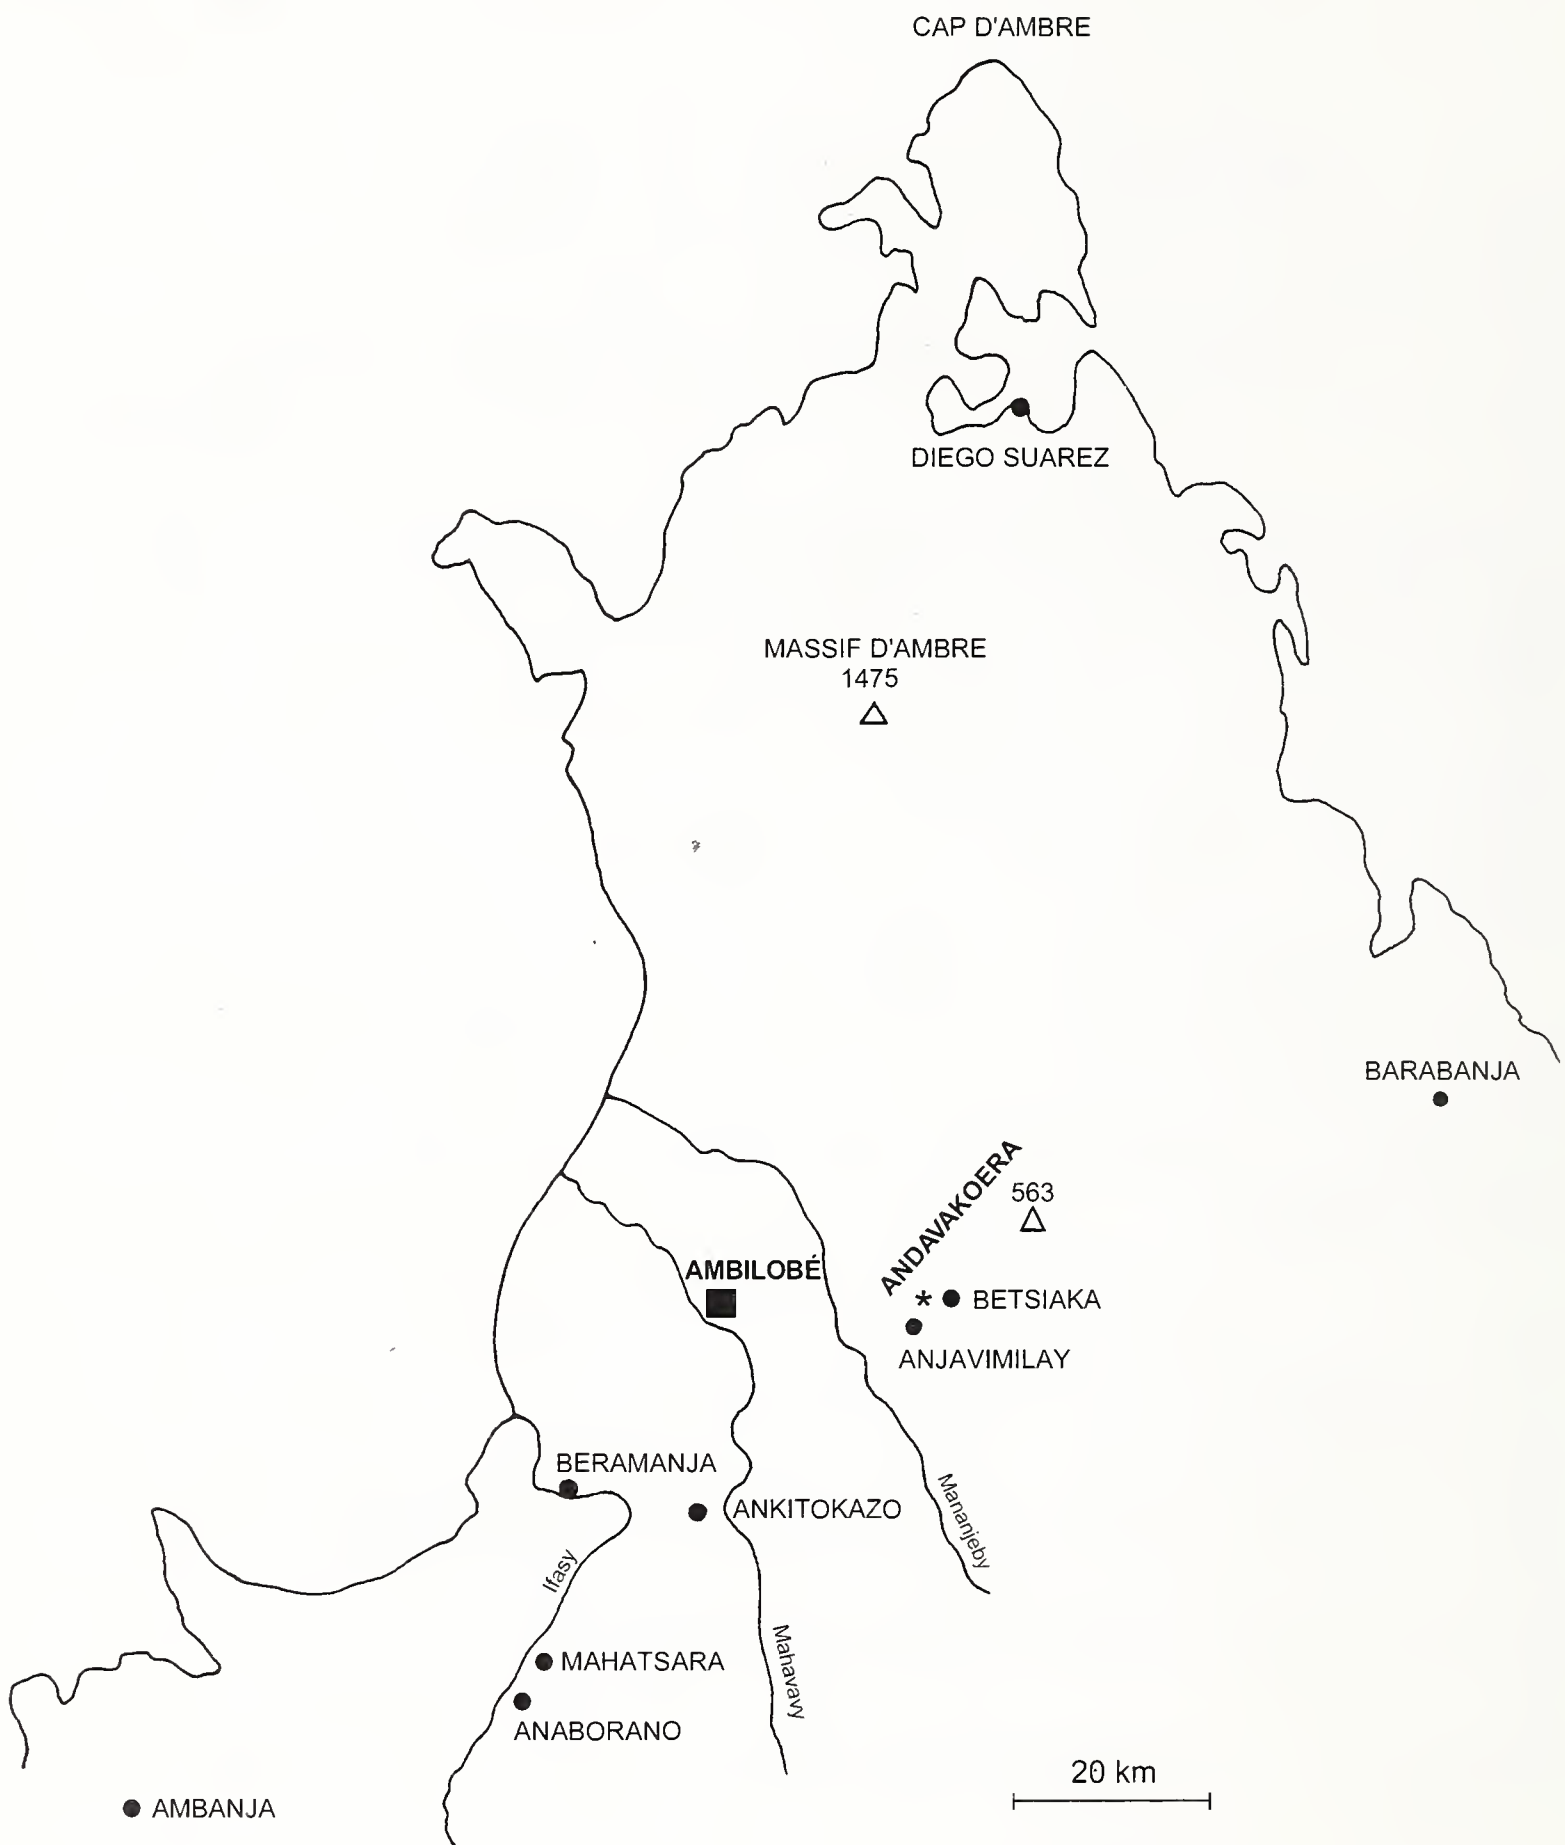 CAP D'AMBRE
DIEGO SUAREZ
MASSIF D'AMBRE
1475
BARABANJA
ANDAVAKOERA
563
AMBILOBÉ
* BETSIAKA
ANJAVIMILAY
BERAMANJA
ANKITOKAZO
Mananjeby
Ifasy
Mahavavy
MAHATSARA
ANABORANO
20 km
AMBANJA